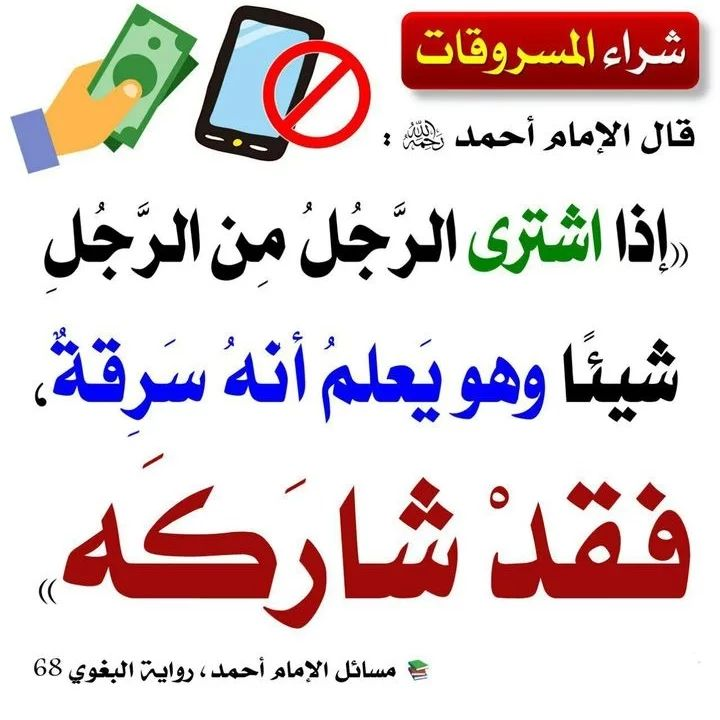 شراء المسروقات
قال الإمام أحمد رحمه الله :
((إذا اشترى الرَّجُلُ مِن الرَّجُلِ
شيئًا وهو يَعلمُ أنهُ سَرِقةٌ،
فقدْ شارَكَه))
مسائل الإمام أحمد، رواية البغوي 68